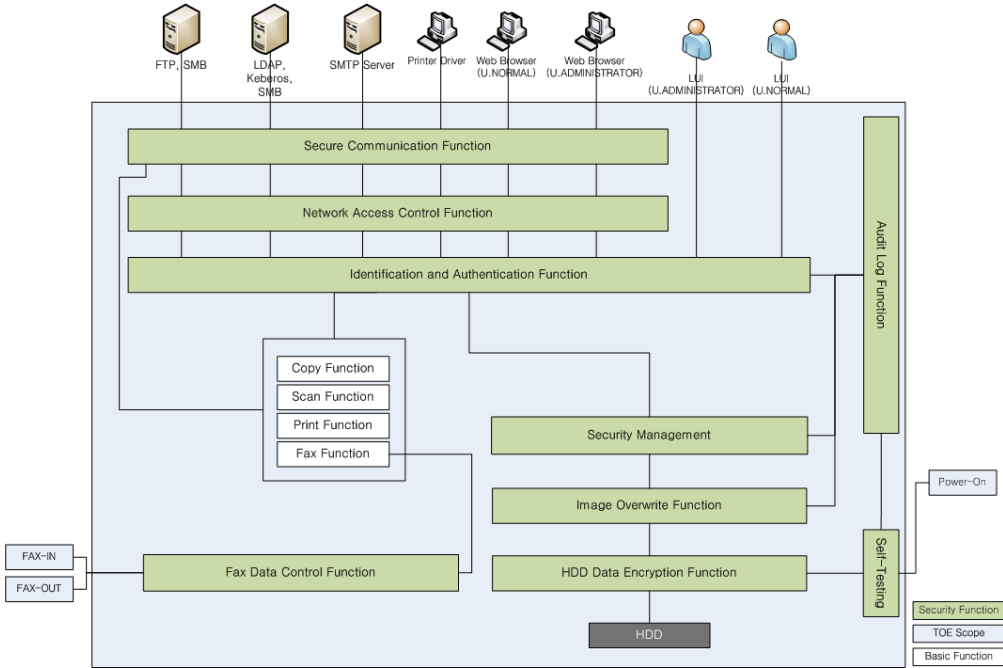 FTP, SMB
LDAP,
Keberos,
SMB
SMTP Server
Printer Driver
Web Browser
(U.NORMAL)
Web Browser
(U.ADMINISTRATOR)
LUI
(U.ADMINISTRATOR)
LUI
(U.NORMAL)
Secure Communication Function
Network Access Control Function
Identification and Authentication Function
Audit Log Function
Copy Function
Scan Function
Print Function
Fax Function
Security Management
Image Overwrite Function
Power-On
FAX-IN
FAX-OUT
Fax Data Control Function
HDD Data Encryption Function
Self-Testing
HDD
Security Function
TOE Scope
Basic Function